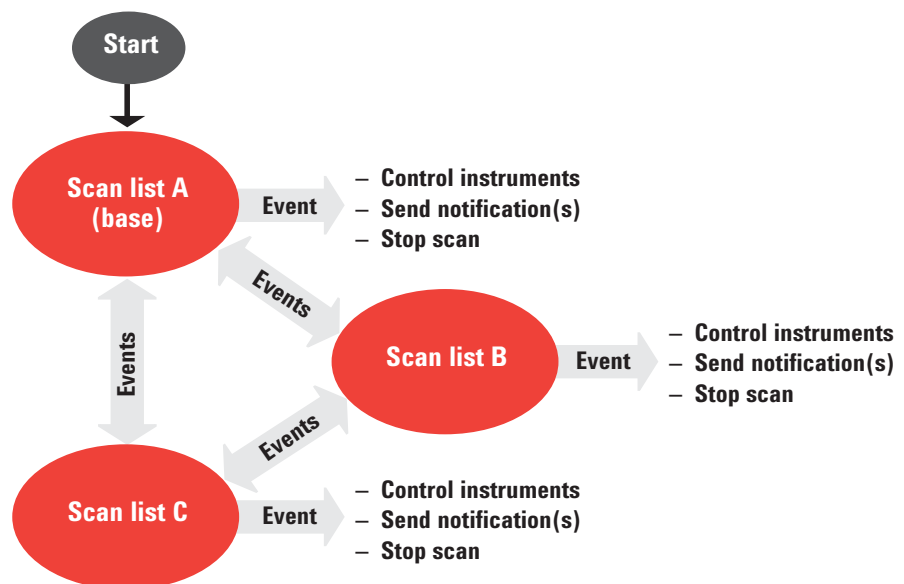 Start
Scan list A
(base)
Event
– Control instruments
– Send notification(s)
– Stop scan
Events
Events
Scan list B
Event
– Control instruments
– Send notification(s)
– Stop scan
Events
Scan list C
Event
– Control instruments
– Send notification(s)
– Stop scan